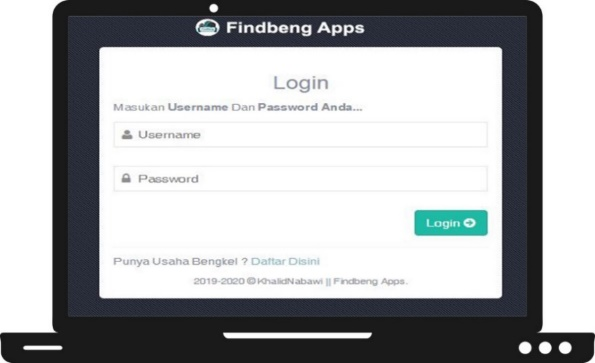 Findbeng Apps
Login
Masukan Username Dan Password Anda...
Username
Password
Login
Punya Usaha Bengkel ? Daftar Disini
2019-2020 © KhalidNabawi || Findbeng Apps.